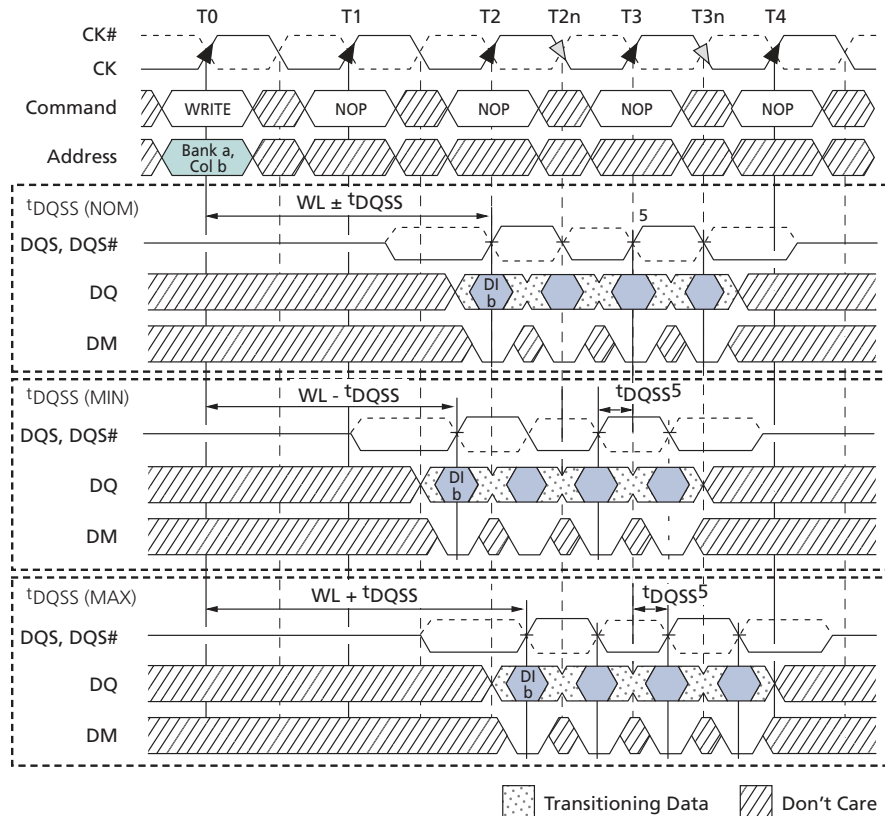 T0 T1 T2 T2n T3 T3n T4
CK#
CK
Command WRITE NOP NOP NOP NOP
Address Bank a, Col b
tDQSS (NOM) WL ± tDQSS 5
DQS, DQS#
DQ DI b
DM
tDQSS (MIN) WL - tDQSS tDQSS5
DQS, DQS#
DQ DI b
DM
tDQSS (MAX) WL + tDQSS tDQSS5
DQS, DQS#
DQ DI b
DM
Transitioning Data Don't Care